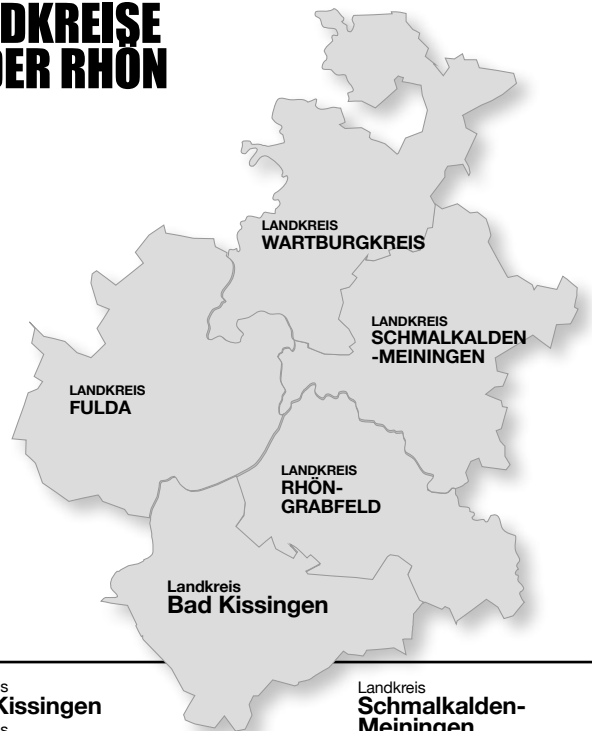 DKREISE
DER RHÖN
LANDKREIS
WARTBURGKREIS
LANDKREIS
SCHMALKALDEN
-MEININGEN
LANDKREIS
FULDA
LANDKREIS
RHÖN-
GRABFELD
Landkreis
Bad Kissingen
Kissingen
Landkreis
Schmalkalden-
Meiningen